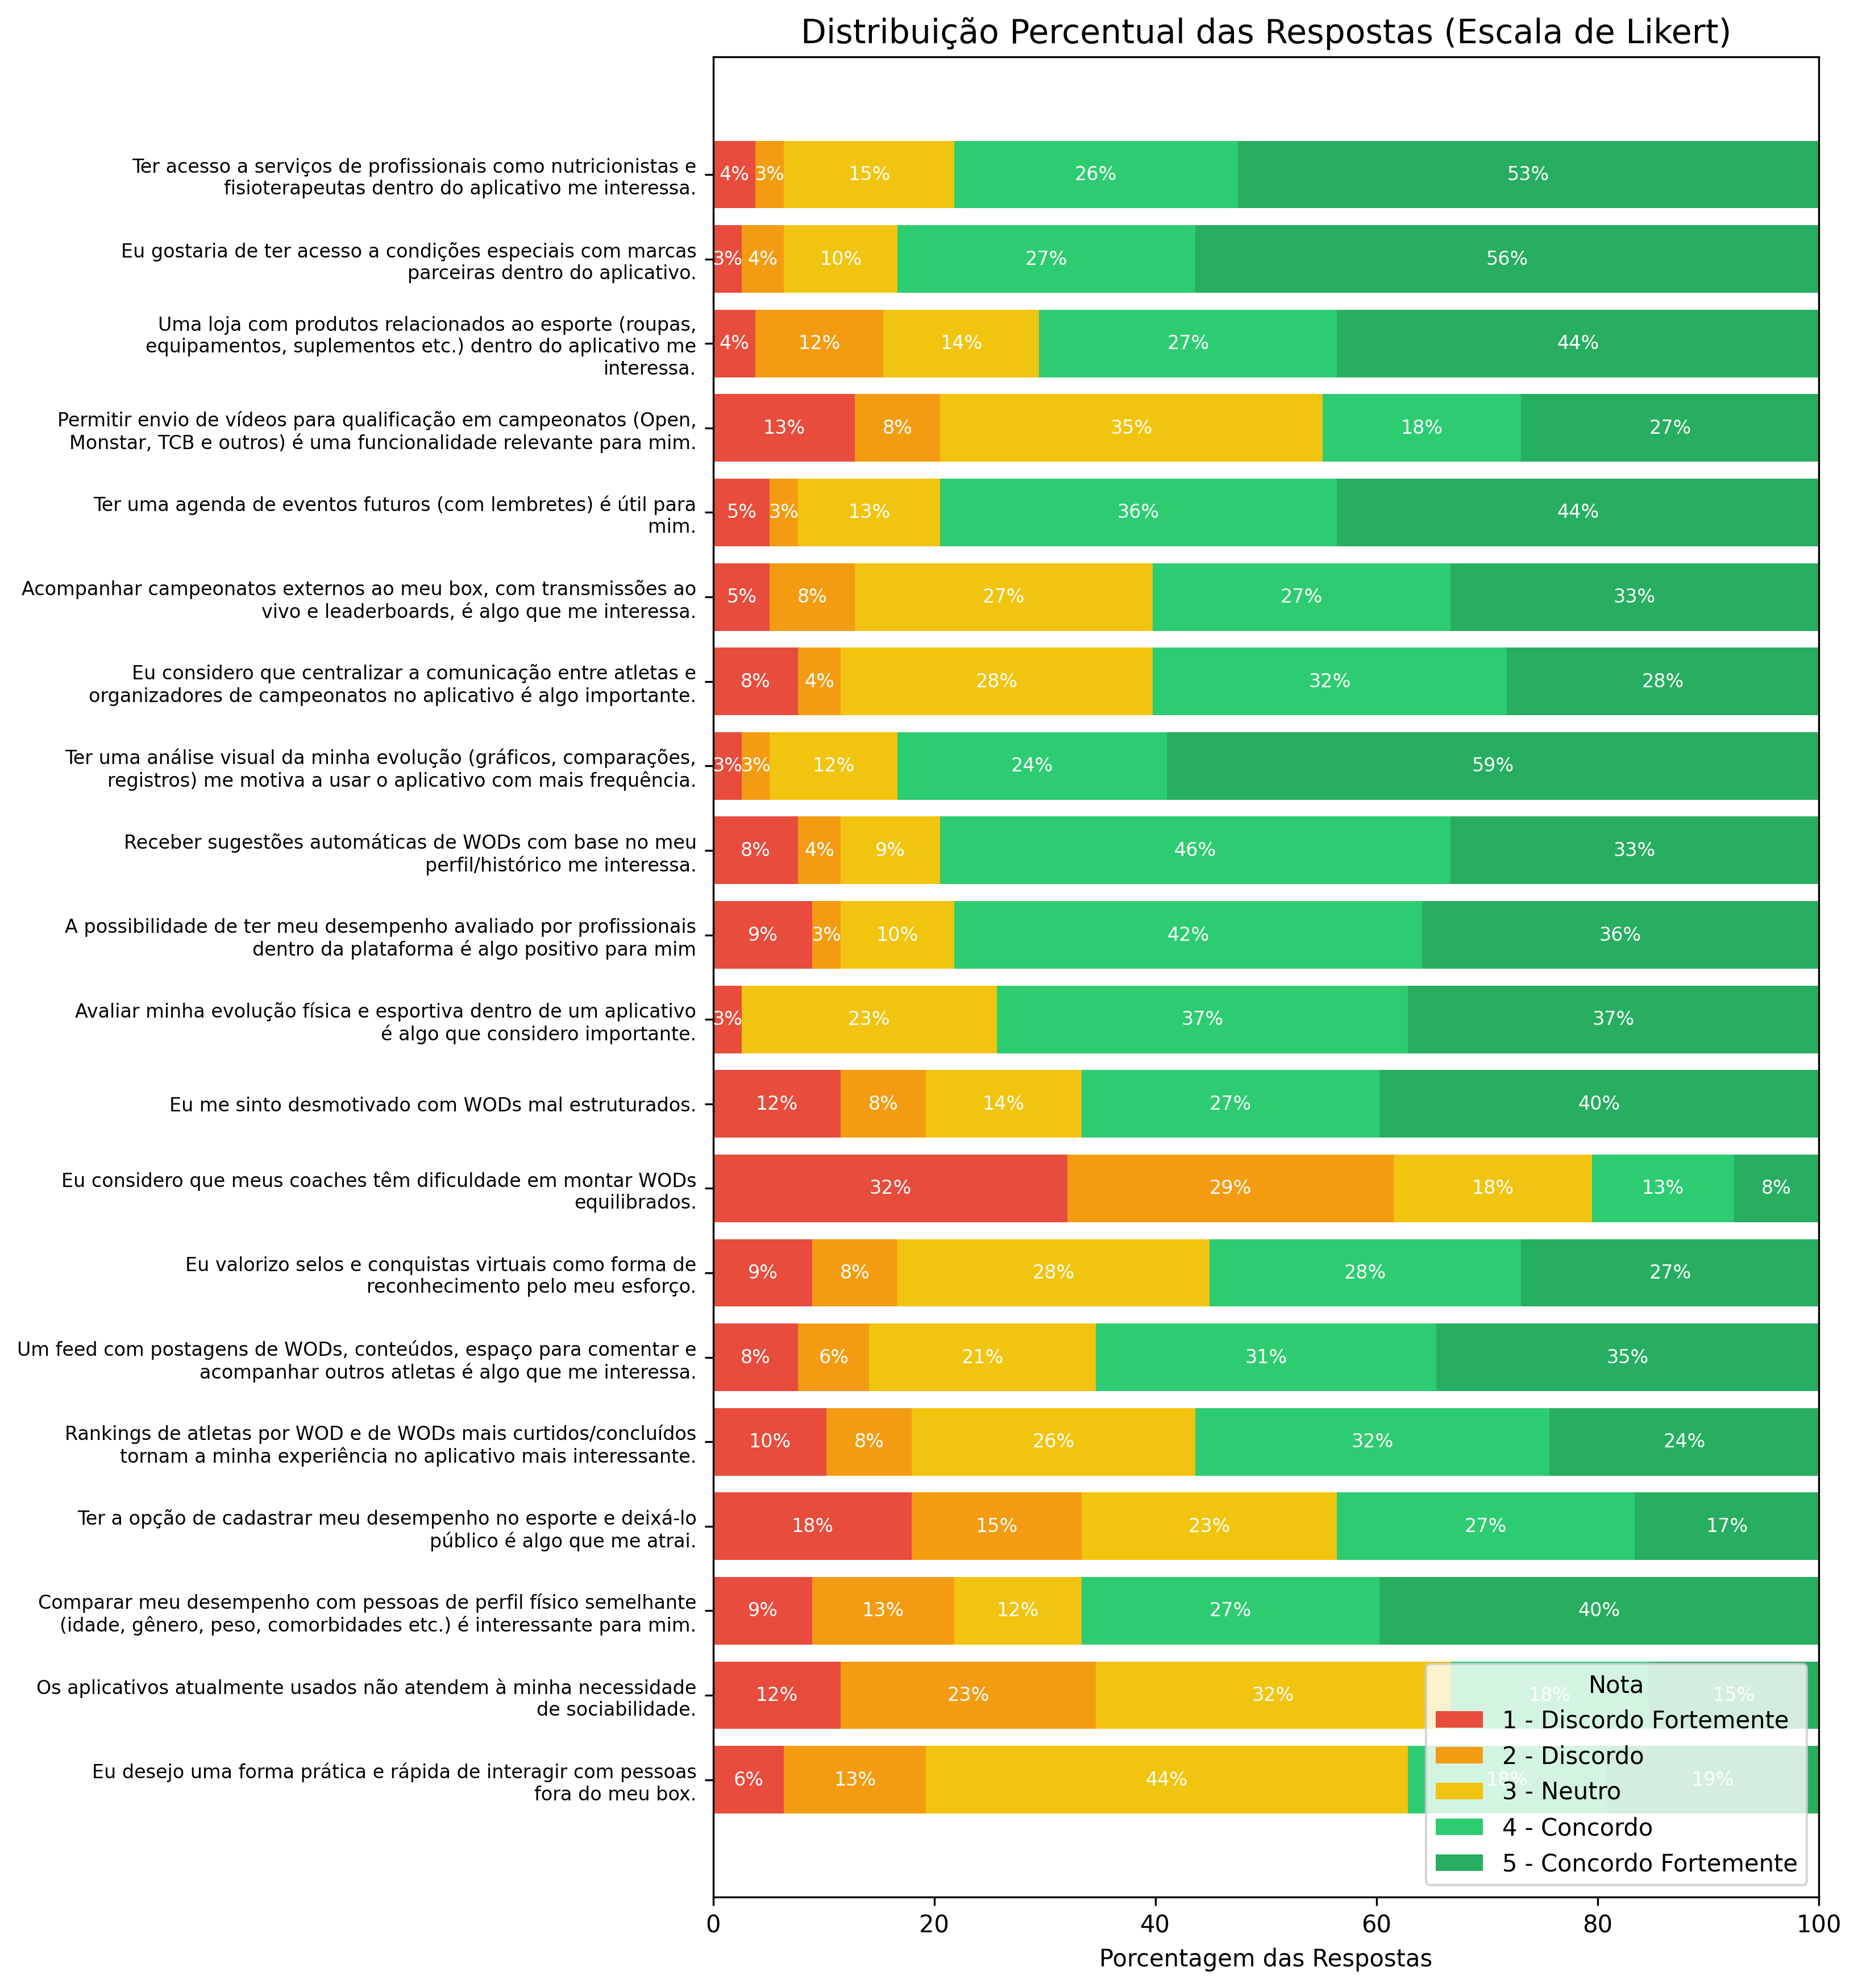 Distribuição Percentual das Respostas (Escala de Likert)
Ter acesso a serviços de profissionais como nutricionistas e
fisioterapeutas dentro do aplicativo me interessa.
4% 3% 15% 26% 53%
Eu gostaria de ter acesso a condições especiais com marcas
parceiras dentro do aplicativo.
3% 4% 10% 27% 56%
Uma loja com produtos relacionados ao esporte (roupas,
equipamentos, suplementos etc.) dentro do aplicativo me
interessa.
4% 12% 14% 27% 44%
Permitir envio de vídeos para qualificação em campeonatos (Open,
Monstar, TCB e outros) é uma funcionalidade relevante para mim.
13% 8% 35% 18% 27%
Ter uma agenda de eventos futuros (com lembretes) é útil para
mim.
5% 3% 13% 36% 44%
Acompanhar campeonatos externos ao meu box, com transmissões ao
vivo e leaderboards, é algo que me interessa.
5% 8% 27% 27% 33%
Eu considero que centralizar a comunicação entre atletas e
organizadores de campeonatos no aplicativo é algo importante.
8% 4% 28% 32% 28%
Ter uma análise visual da minha evolução (gráficos, comparações,
registros) me motiva a usar o aplicativo com mais frequência.
3% 3% 12% 24% 59%
Receber sugestões automáticas de WODs com base no meu
perfil/histórico me interessa.
8% 4% 9% 46% 33%
A possibilidade de ter meu desempenho avaliado por profissionais
dentro da plataforma é algo positivo para mim
9% 3% 10% 42% 36%
Avaliar minha evolução física e esportiva dentro de um aplicativo
é algo que considero importante.
3% 23% 37% 37%
Eu me sinto desmotivado com WODs mal estruturados.
12% 8% 14% 27% 40%
Eu considero que meus coaches têm dificuldade em montar WODs
equilibrados.
32% 29% 18% 13% 8%
Eu valorizo selos e conquistas virtuais como forma de
reconhecimento pelo meu esforço.
9% 8% 28% 28% 27%
Um feed com postagens de WODs, conteúdos, espaço para comentar e
acompanhar outros atletas é algo que me interessa.
8% 6% 21% 31% 35%
Rankings de atletas por WOD e de WODs mais curtidos/concluídos
tornam a minha experiência no aplicativo mais interessante.
10% 8% 26% 32% 24%
Ter a opção de cadastrar meu desempenho no esporte e deixá-lo
público é algo que me atrai.
18% 15% 23% 27% 17%
Comparar meu desempenho com pessoas de perfil físico semelhante
(idade, gênero, peso, comorbidades etc.) é interessante para mim.
9% 13% 12% 27% 40%
Os aplicativos atualmente usados não atendem à minha necessidade
de sociabilidade.
12% 23% 32% 18% 15%
Eu desejo uma forma prática e rápida de interagir com pessoas
fora do meu box.
6% 13% 44% 18% 19%
Nota
1 - Discordo Fortemente
2 - Discordo
3 - Neutro
4 - Concordo
5 - Concordo Fortemente
0 20 40 60 80 100
Porcentagem das Respostas